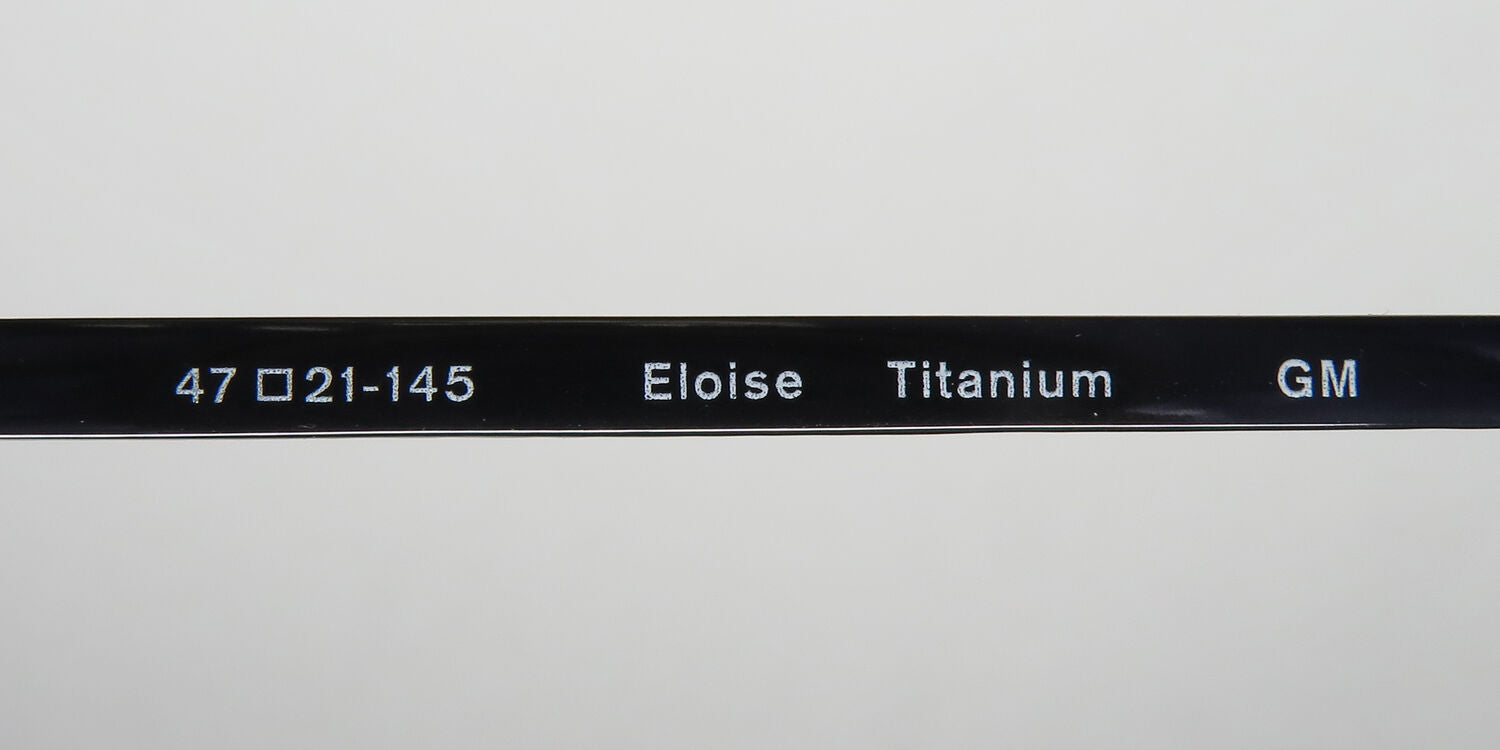 47 □ 21-145 Eloise Titanium GM